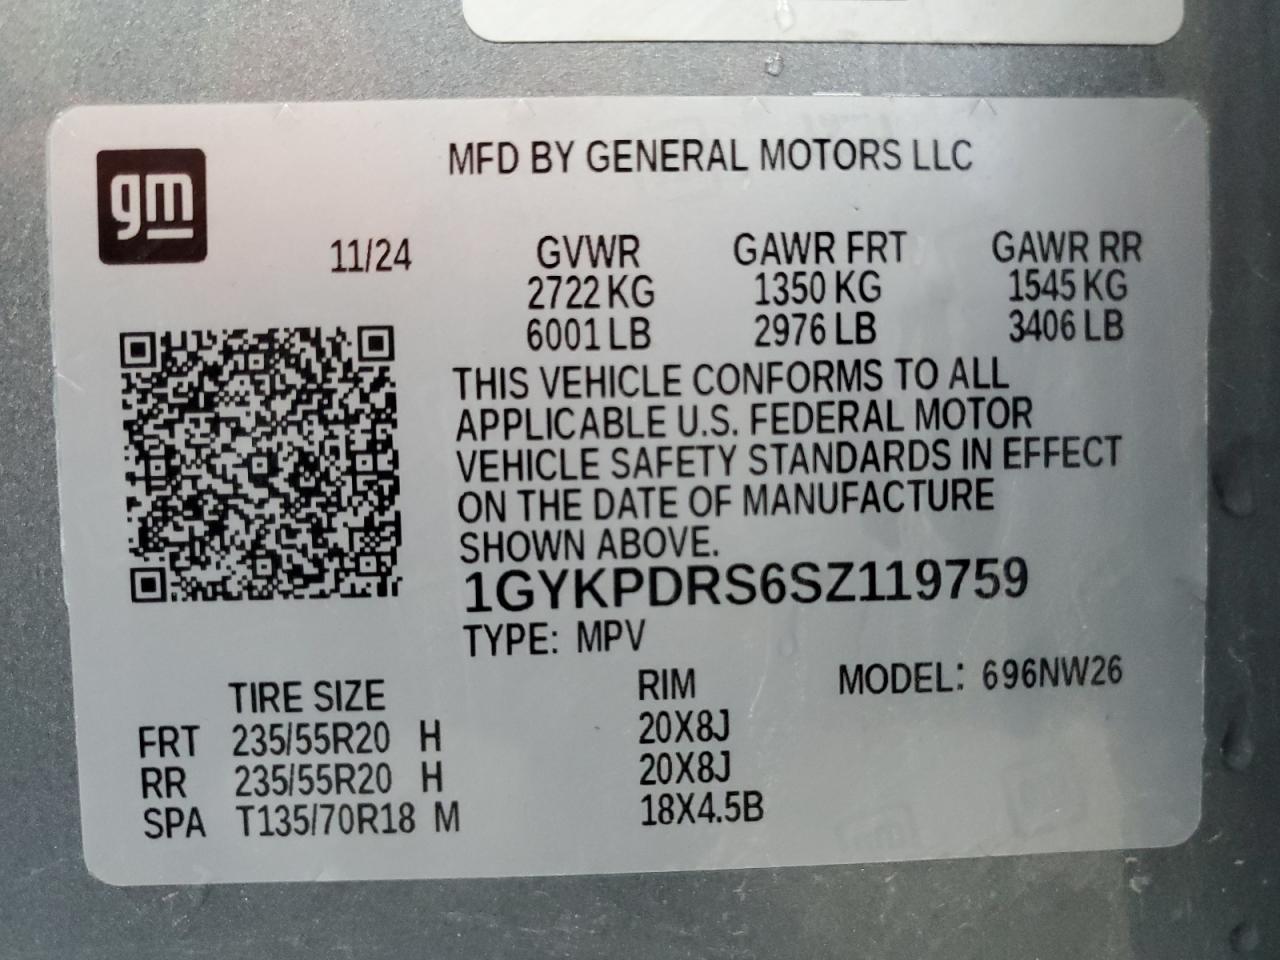 gm
MFD BY GENERAL MOTORS LLC
11/24
GVWR GAWR FRT GAWR RR
2722 KG 1350 KG 1545 KG
6001 LB 2976 LB 3406 LB
THIS VEHICLE CONFORMS TO ALL
APPLICABLE U.S. FEDERAL MOTOR
VEHICLE SAFETY STANDARDS IN EFFECT
ON THE DATE OF MANUFACTURE
SHOWN ABOVE.
1GYKPDRS6SZ119759
TYPE: MPV
MODEL: 696NW26
TIRE SIZE RIM
FRT 235/55R20 H 20X8J
RR 235/55R20 H 20X8J
SPA T135/70R18 M 18X4.5B